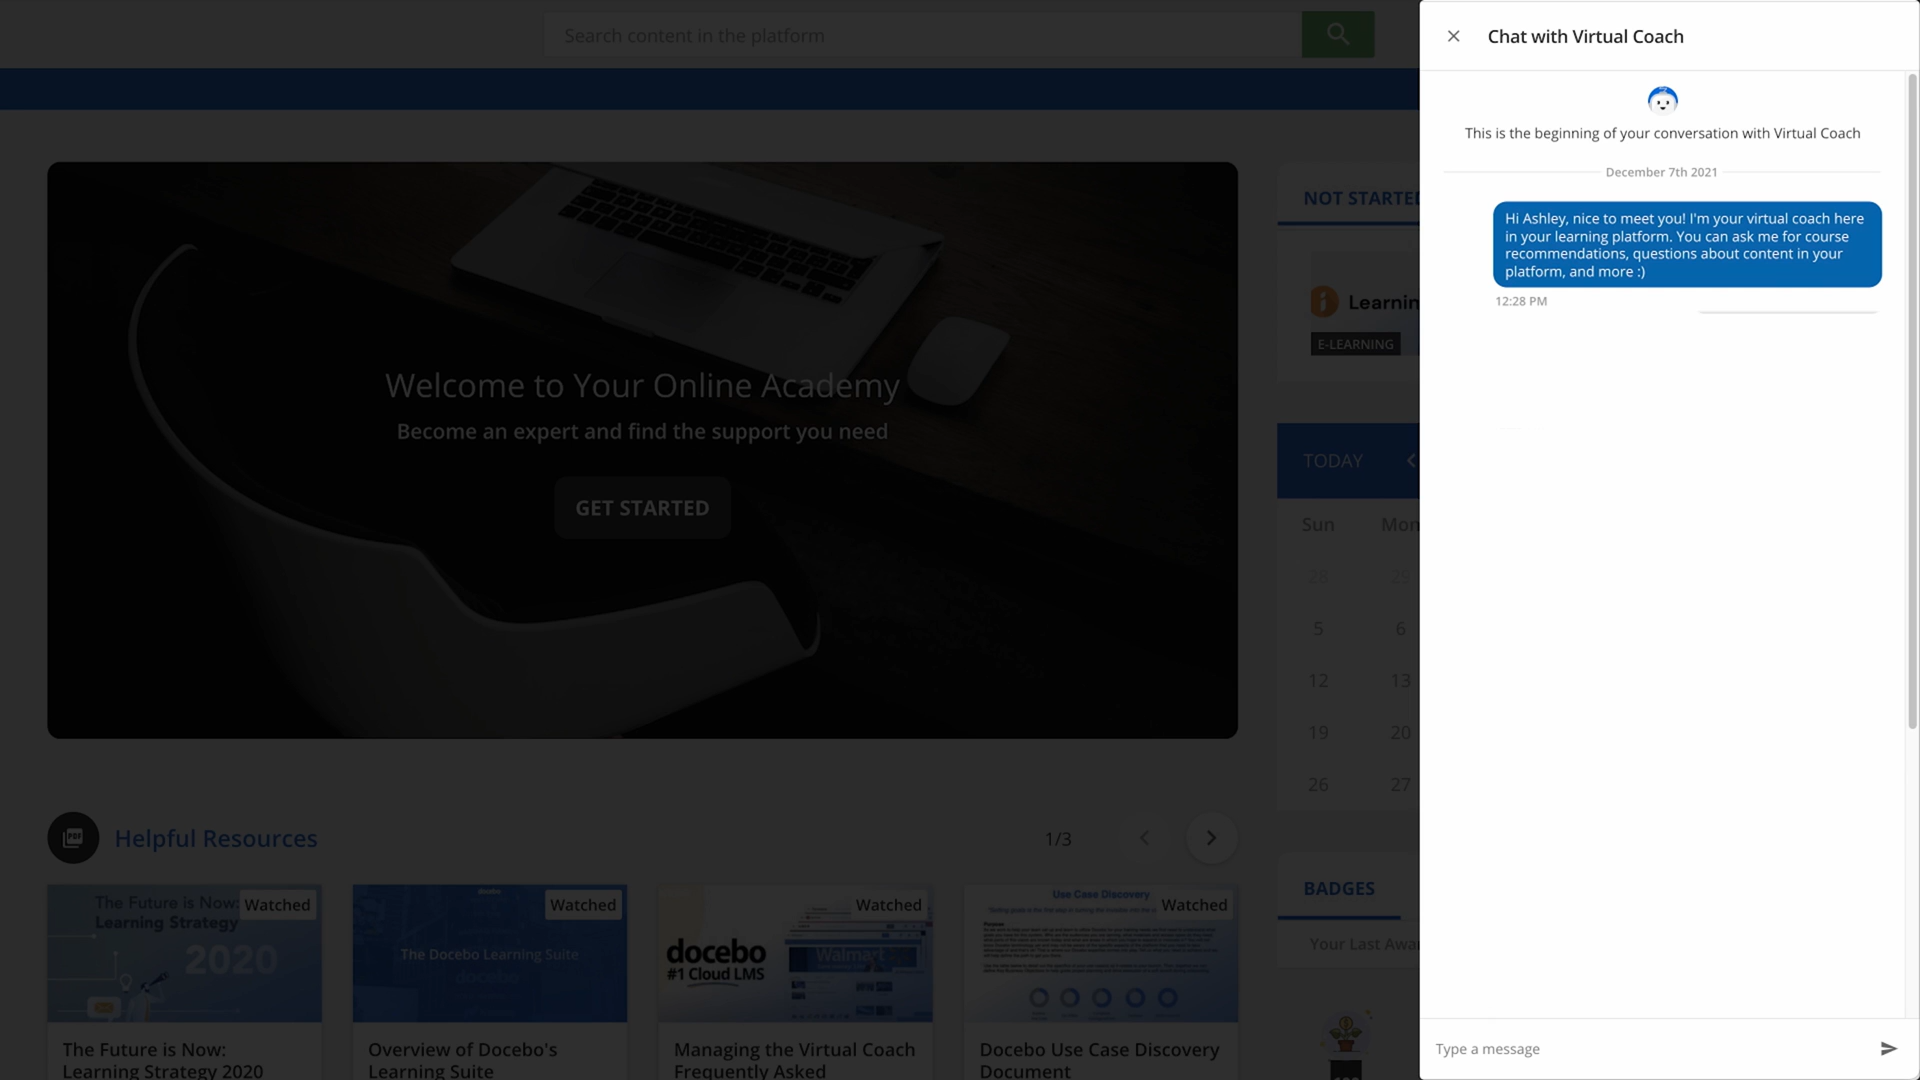 Search content in the platform
Chat with Virtual Coach
This is the beginning of your conversation with Virtual Coach
December 7th 2021
Hi Ashley, nice to meet you! I'm your virtual coach here
in your learning platform. You can ask me for course
recommendations, questions about content in your
platform, and more :)
12:28 PM
Type a message
Welcome to Your Online Academy
Become an expert and find the support you need
GET STARTED
NOT STARTE
Learnin
E-LEARNING
TODAY
Sun Mon
28 29
5 6
12 13
19 20
26 27
BADGES
Your Last Awa
PDF
Helpful Resources
1/3
The Future is Now:
Learning Strategy
2020
Watched
The Future is Now:
Learning Strategy 2020
docebo
The Docebo Learning Suite
docebo
Watched
Overview of Docebo's
Learning Suite
docebo
#1 Cloud LMS
Walmart
Watched
Managing the Virtual Coach
Frequently Asked
Use Case Discovery
Watched
Docebo Use Case Discovery
Document